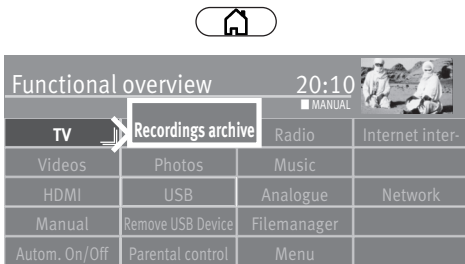 Functional overview 20:10
MANUAL
TV Recordings archive Radio Internet inter-
Videos Photos Music
HDMI USB Analogue Network
Manual Remove USB Device Filemanager
Autom. On/Off Parental control Menu